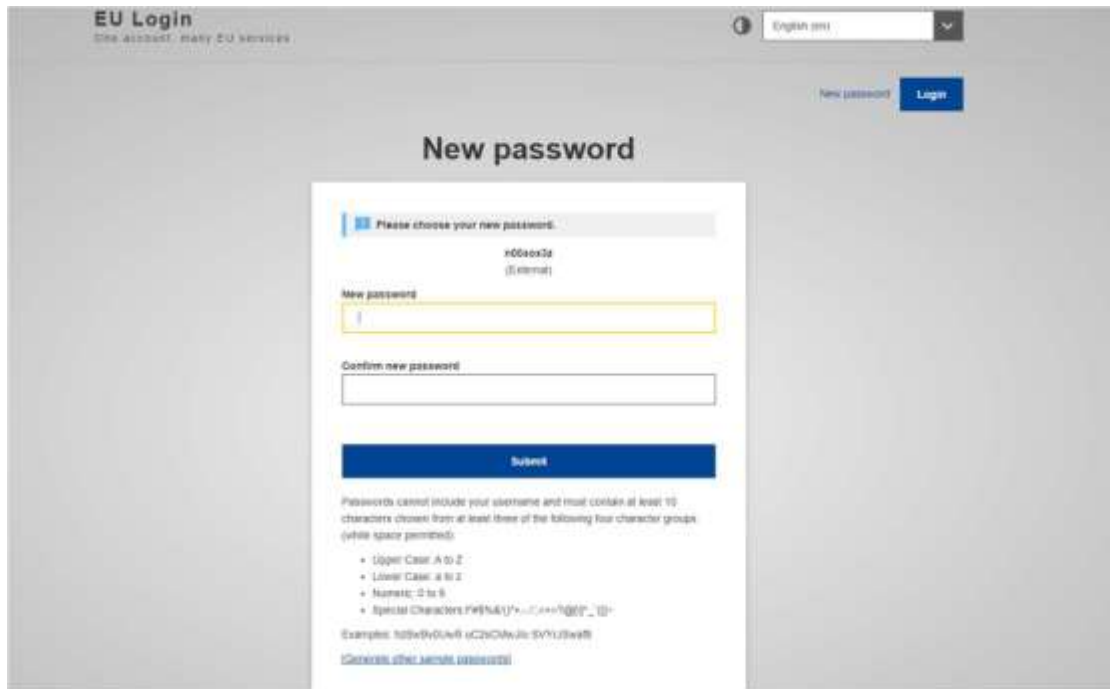 EU Login
One account, many EU services
English (en)
New password
Login
New password
Please choose your new password.
(External)
New password
Confirm new password
Submit
Passwords cannot include your username and must contain at least 10
characters chosen from at least three of the following four character groups
(white space permitted):
• Upper Case: A to Z
• Lower Case: a to z
• Numeric: 0 to 9
• Special Characters:
Examples:
[Generate other sample passwords]